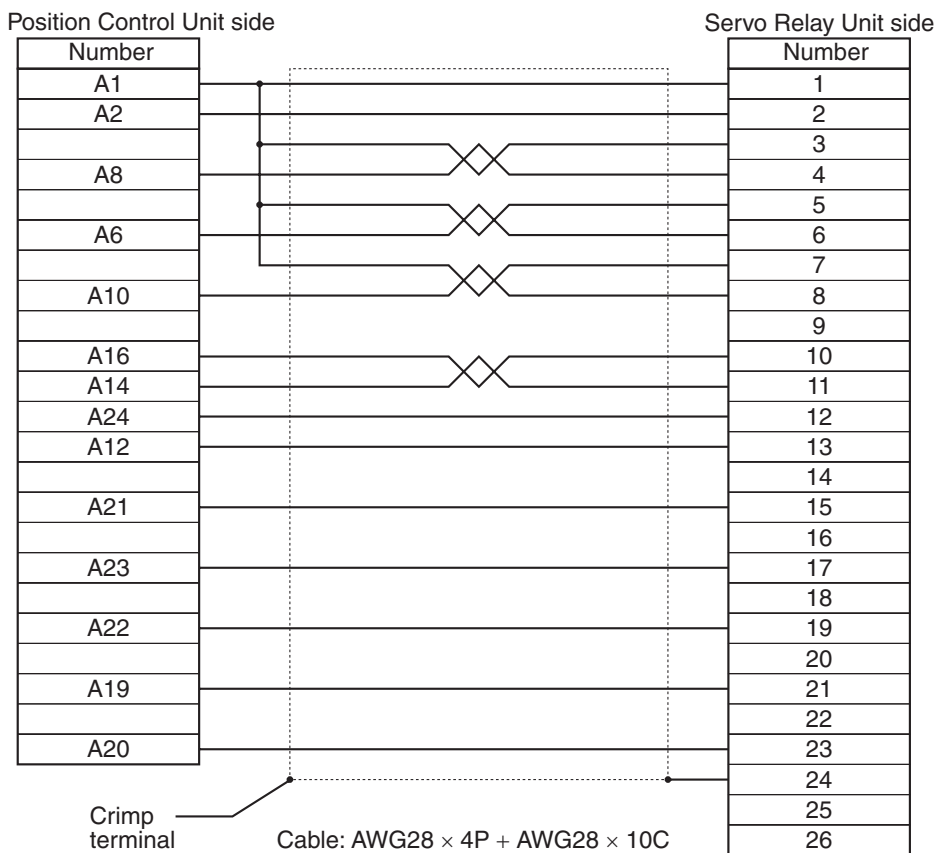 Position Control Unit side Servo Relay Unit side
Number Number
A1 1
A2 2
3
A8 4
5
A6 6
7
A10 8
9
A16 10
A14 11
A24 12
A12 13
14
A21 15
16
A23 17
18
A22 19
20
A19 21
22
A20 23
24
Crimp 25
terminal Cable: AWG28 × 4P + AWG28 × 10C 26